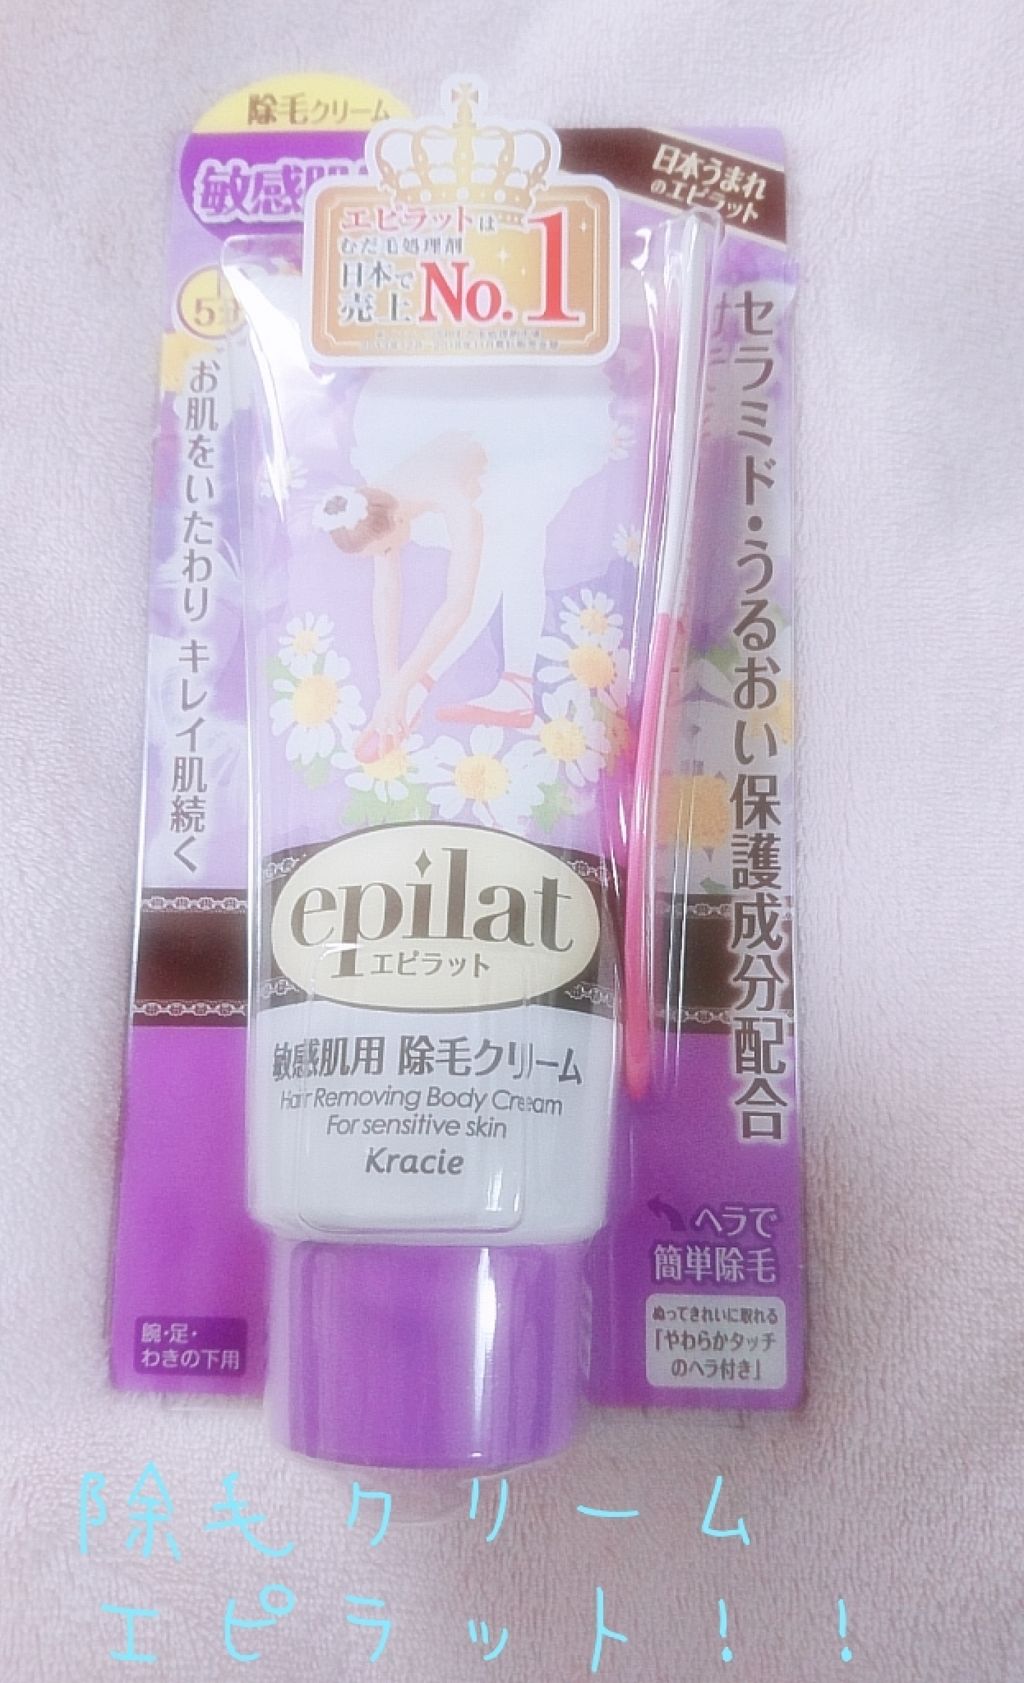 除毛クリーム
敏感肌
日本うまれ
のエピラット
エピラットは
むだ毛処理剤
日本で
売上
No.1
5分
お肌をいたわり キレイ肌続く
セラミド・うるおい保護成分配合
epilat
エピラット
敏感肌用 除毛クリーム
Hair Removing Body Cream
For sensitive skin
Kracie
ヘラで
簡単除毛
ぬってきれいに取れる
「やわらかタッチ
のヘラ付き」
腕・足・
わきの下用
除毛クリーム
エピラット!!